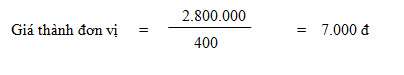 2.800.000
Giá thành đơn vị = = 7.000 đ
400